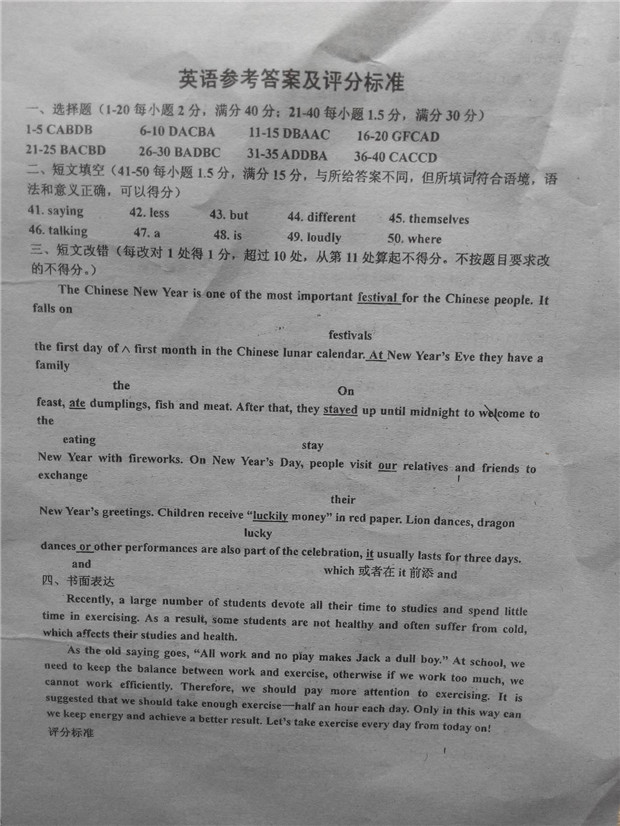 英语参考答案及评分标准
一、选择题（1-20 每小题 2 分，满分 40 分；21-40 每小题 1.5 分，满分 30 分）
1-5 CABDB 6-10 DACBA 11-15 DBAAC 16-20 GFCAD
21-25 BACBD 26-30 BADBC 31-35 ADDBA 36-40 CACCD
二、短文填空（41-50 每小题 1.5 分，满分 15 分，与所给答案不同，但所填词符合语境，语
法和意义正确，可以得分）
41. saying 42. less 43. but 44. different 45. themselves
46. talking 47. a 48. is 49. loudly 50. where
三、短文改错（每改对 1 处得 1 分，超过 10 处，从第 11 处算起不得分。不按题目要求改
的不得分。）
The Chinese New Year is one of the most important festival for the Chinese people. It
falls on
festivals
the first day of ∧ first month in the Chinese lunar calendar. At New Year's Eve they have a
family
the On
feast, ate dumplings, fish and meat. After that, they stayed up until midnight to welcome to
the
eating stay
New Year with fireworks. On New Year's Day, people visit our relatives and friends to
exchange
their
New Year's greetings. Children receive "luckily money" in red paper. Lion dances, dragon
lucky
dances or other performances are also part of the celebration, it usually lasts for three days.
and which 或者在 it 前添 and
四、书面表达
Recently, a large number of students devote all their time to studies and spend little
time in exercising. As a result, some students are not healthy and often suffer from cold,
which affects their studies and health.
As the old saying goes, "All work and no play makes Jack a dull boy." At school, we
need to keep the balance between work and exercise, otherwise if we work too much, we
cannot work efficiently. Therefore, we should pay more attention to exercising. It is
suggested that we should take enough exercise—half an hour each day. Only in this way can
we keep energy and achieve a better result. Let's take exercise every day from today on!
评分标准